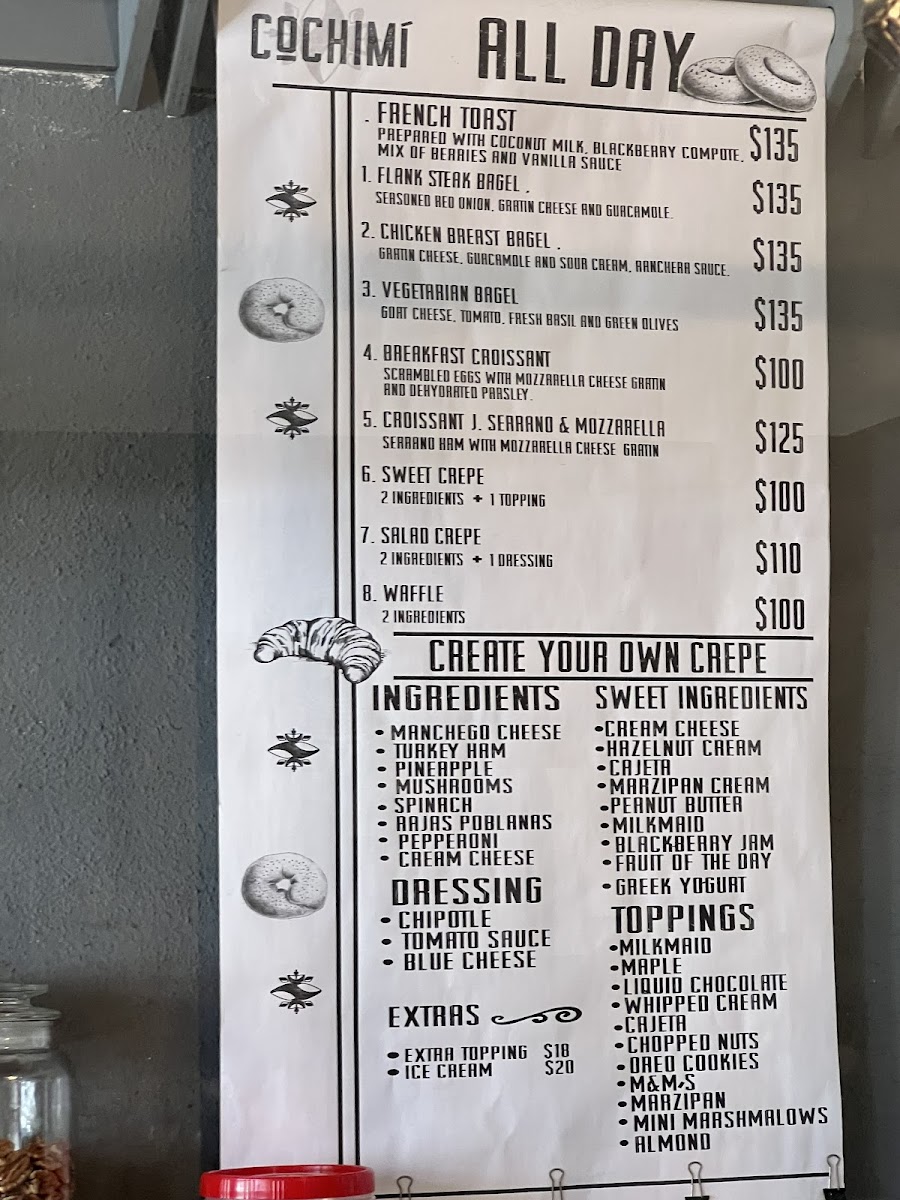 COCHIMÍ ALL DAY
. FRENCH TOAST
PREPARED WITH COCONUT MILK, BLACKBERRY COMPOTE, $135
MIX OF BERRIES AND VANILLA SAUCE
1. FLANK STEAK BAGEL . $135
SEASONED RED ONION, GRATIN CHEESE AND GUACAMOLE.
2. CHICKEN BREAST BAGEL . $135
GRATIN CHEESE, GUACAMOLE AND SOUR CREAM, RANCHERA SAUCE.
3. VEGETARIAN BAGEL $135
GOAT CHEESE, TOMATO, FRESH BASIL AND GREEN OLIVES
4. BREAKFAST CROISSANT $100
SCRAMBLED EGGS WITH MOZZARELLA CHEESE GRATIN
AND DEHYDRATED PARSLEY.
5. CROISSANT J. SERRANO & MOZZARELLA $125
SERRANO HAM WITH MOZZARELLA CHEESE GRATIN
6. SWEET CREPE $100
2 INGREDIENTS + 1 TOPPING
7. SALAD CREPE $110
2 INGREDIENTS + 1 DRESSING
8. WAFFLE $100
2 INGREDIENTS
CREATE YOUR OWN CREPE
INGREDIENTS
• MANCHEGO CHEESE
• TURKEY HAM
• PINEAPPLE
• MUSHROOMS
• SPINACH
• RAJAS POBLANAS
• PEPPERONI
• CREAM CHEESE
DRESSING
• CHIPOTLE
• TOMATO SAUCE
• BLUE CHEESE
EXTRAS
• EXTRA TOPPING $18
• ICE CREAM $20
SWEET INGREDIENTS
•CREAM CHEESE
•HAZELNUT CREAM
•CAJETA
•MARZIPAN CREAM
•PEANUT BUTTER
•MILKMAID
•BLACKBERRY JAM
•FRUIT OF THE DAY
•GREEK YOGURT
TOPPINGS
•MILKMAID
•MAPLE
•LIQUID CHOCOLATE
•WHIPPED CREAM
•CAJETA
•CHOPPED NUTS
•OREO COOKIES
•M&M'S
•MARZIPAN
•MINI MARSHMALOWS
•ALMOND